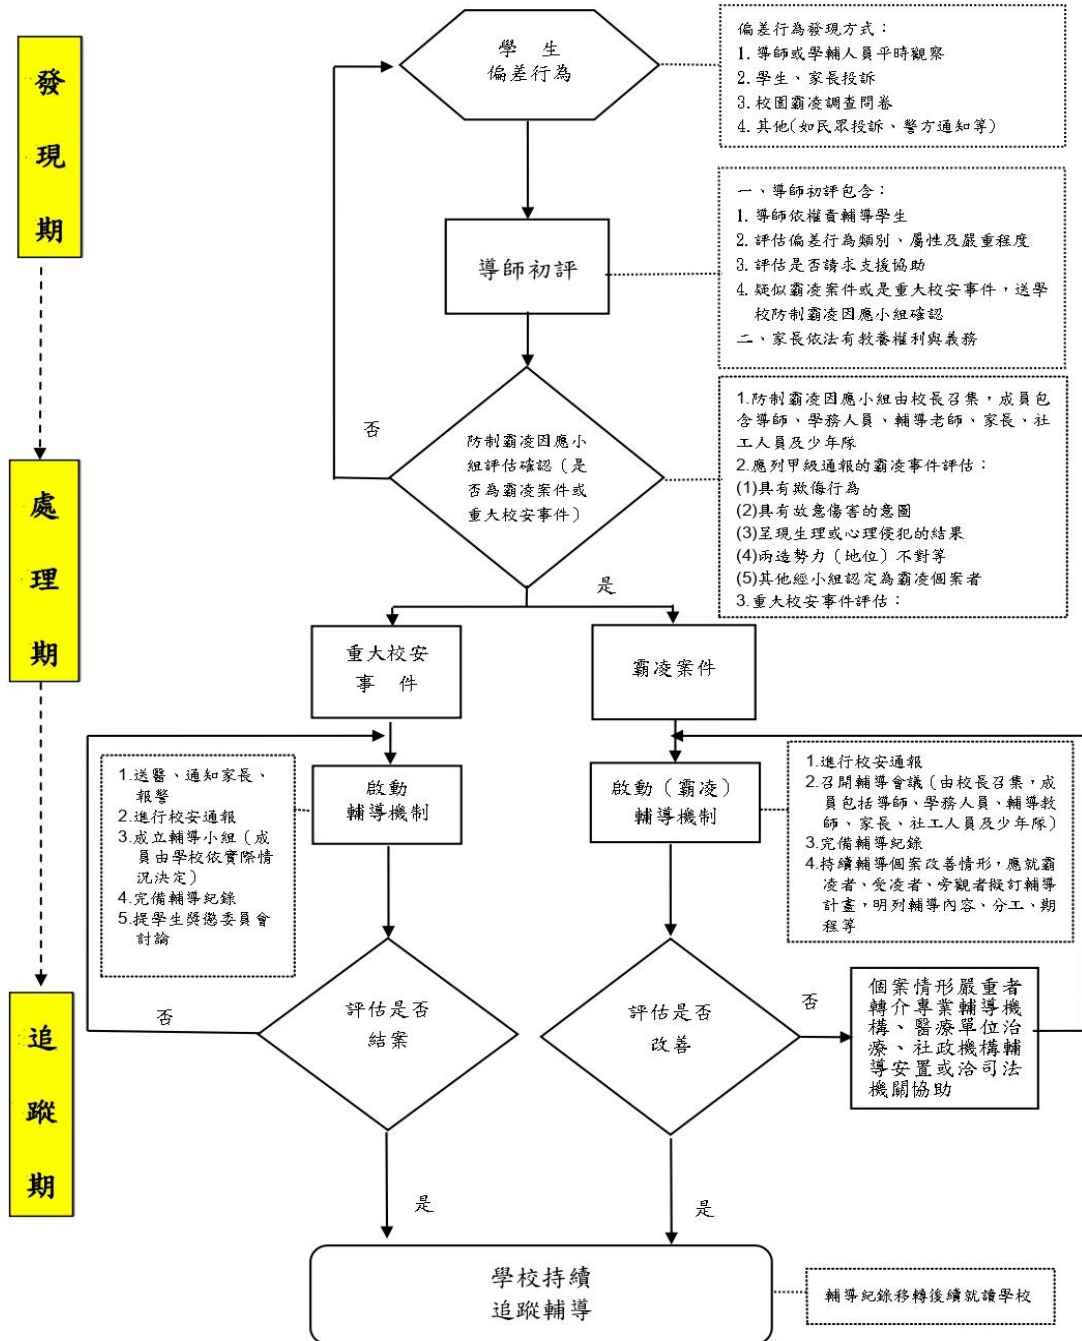 發
現
期
處
理
期
追
蹤
期
學 生
偏差行為
偏差行為發現方式：
1. 導師或學輔人員平時觀察
2. 學生、家長投訴
3. 校園霸凌調查問卷
4. 其他(如民眾投訴、警方通知等)
導師初評
一、導師初評包含：
1. 導師依權責輔導學生
2. 評估偏差行為類別、屬性及嚴重程度
3. 評估是否請求支援協助
4. 疑似霸凌案件或是重大校安事件，送學
校防制霸凌因應小組確認
二、家長依法有教養權利與義務
否
防制霸凌因應小
組評估確認（是
否為霸凌案件或
重大校安事件）
是
1.防制霸凌因應小組由校長召集，成員包
含導師、學務人員、輔導老師、家長、社
工人員及少年隊
2.應列甲級通報的霸凌事件評估：
(1)具有欺侮行為
(2)具有故意傷害的意圖
(3)呈現生理或心理侵犯的結果
(4)兩造勢力（地位）不對等
(5)其他經小組認定為霸凌個案者
3.重大校安事件評估：
重大校安
事 件
霸凌案件
1.送醫、通知家長、
報警
2.進行校安通報
3.成立輔導小組（成
員由學校依實際情
況決定）
4.完備輔導紀錄
5.提學生獎懲委員會
討論
啟動
輔導機制
啟動（霸凌）
輔導機制
1.進行校安通報
2.召開輔導會議（由校長召集，成
員包括導師、學務人員、輔導教
師、家長、社工人員及少年隊）
3.完備輔導紀錄
4.持續輔導個案改善情形，應就霸
凌者、受凌者、旁觀者擬訂輔導
計畫，明列輔導內容、分工、期
程等
否
評估是否
結案
評估是否
改善
否
個案情形嚴重者
轉介專業輔導機
構、醫療單位治
療、社政機構輔
導安置或洽司法
機關協助
是
是
學校持續
追蹤輔導
輔導紀錄移轉後續就讀學校